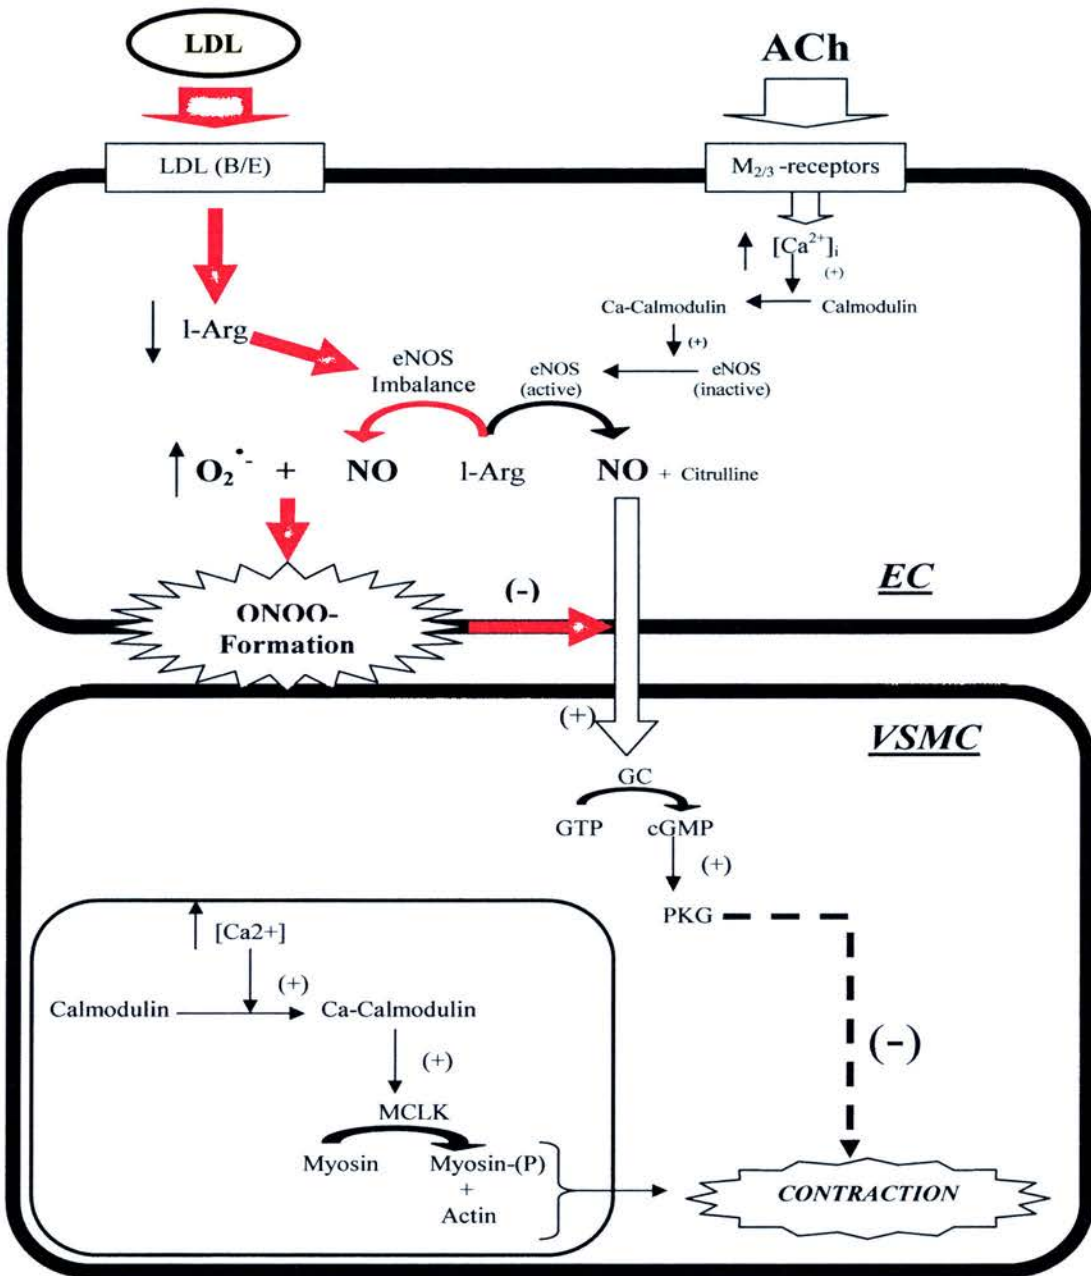 LDL
ACh
LDL (B/E)
M2/3 -receptors
[Ca2+]i
(+)
Ca-Calmodulin
Calmodulin
(+)
l-Arg
eNOS
Imbalance
eNOS
(active)
eNOS
(inactive)
O2•- + NO
l-Arg
NO + Citrulline
EC
(-)
ONOO-
Formation
(+)
VSMC
GC
GTP
cGMP
(+)
PKG
[Ca2+]
(+)
Calmodulin
Ca-Calmodulin
(+)
(-)
MCLK
Myosin
Myosin-(P)
+
Actin
CONTRACTION